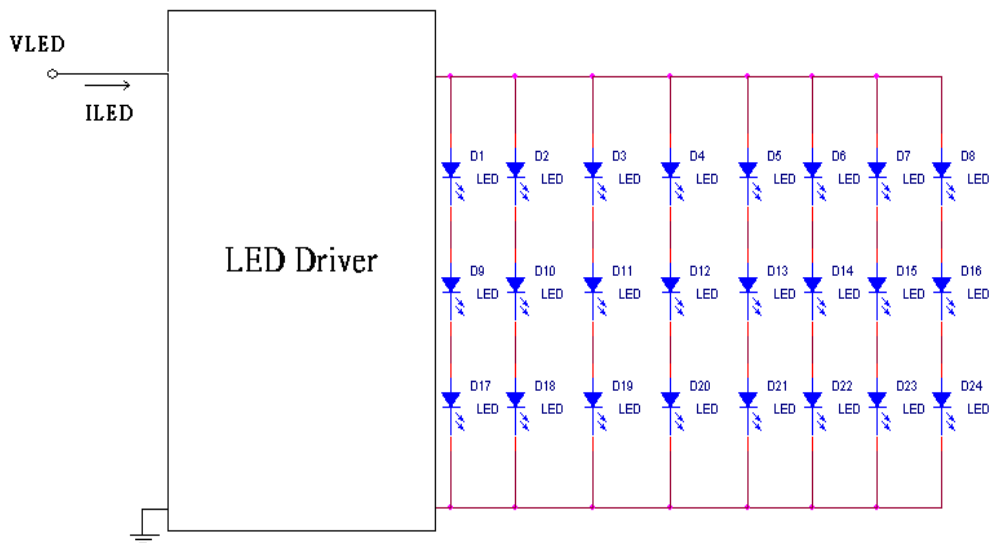 VLED
ILED
LED Driver
D1 D2 D3 D4 D5 D6 D7 D8
LED LED LED LED LED LED LED LED
D9 D10 D11 D12 D13 D14 D15 D16
LED LED LED LED LED LED LED LED
D17 D18 D19 D20 D21 D22 D23 D24
LED LED LED LED LED LED LED LED